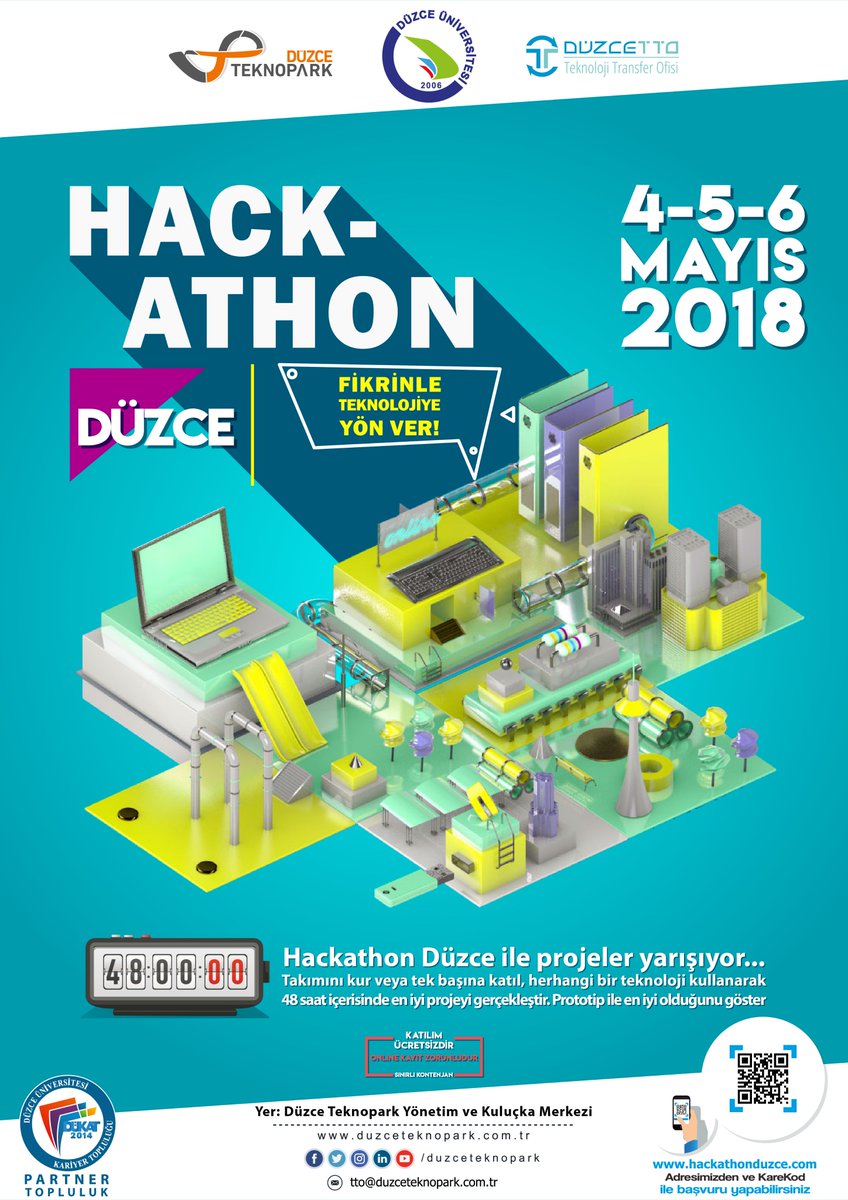 DÜZCE
TEKNOPARK
DÜZCE ÜNİVERSİTESİ
2006
DÜZCETTO
Teknoloji Transfer Ofisi
HACK-
ATHON
4-5-6
MAYIS
2018
DÜZCE
FİKRİNLE
TEKNOLOJİYE
YÖN VER!
online
48:00:00
Hackathon Düzce ile projeler yarışıyor...
Takımını kur veya tek başına katıl, herhangi bir teknoloji kullanarak
48 saat içerisinde en iyi projeyi gerçekleştir. Prototip ile en iyi olduğunu göster
KATILIM
ÜCRETSİZDİR
ONLINE KAYIT ZORUNLUDUR
SINIRLI KONTENJAN
DÜZCE ÜNİVERSİTESİ
DEKAT
2014
KARİYER TOPLULUĞU
PARTNER
TOPLULUK
Yer: Düzce Teknopark Yönetim ve Kuluçka Merkezi
www.duzceteknopark.com.tr
/duzceteknopark
tto@duzceteknopark.com.tr
www.hackathonduzce.com
Adresimizden ve KareKod
ile başvuru yapabilirsiniz